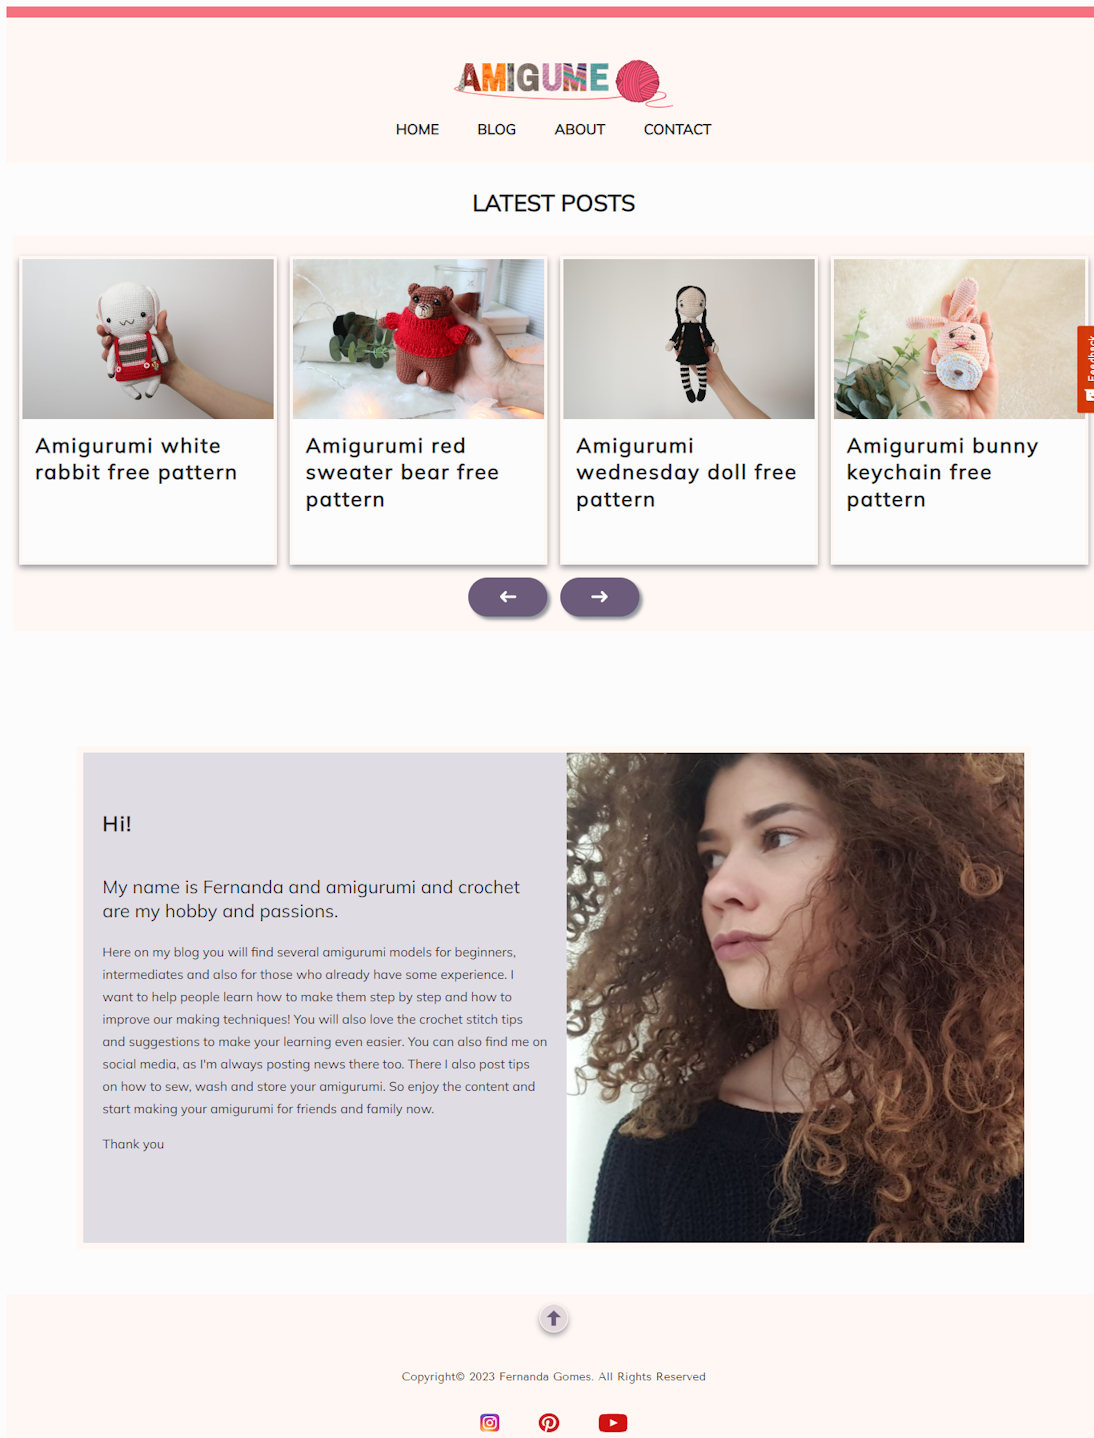 AMIGUME
HOME BLOG ABOUT CONTACT
LATEST POSTS
Amigurumi white
rabbit free pattern
Amigurumi red
sweater bear free
pattern
Amigurumi
wednesday doll free
pattern
Amigurumi bunny
keychain free
pattern
Feedback
Hi!
My name is Fernanda and amigurumi and crochet
are my hobby and passions.
Here on my blog you will find several amigurumi models for beginners,
intermediates and also for those who already have some experience. I
want to help people learn how to make them step by step and how to
improve our making techniques! You will also love the crochet stitch tips
and suggestions to make your learning even easier. You can also find me on
social media, as I'm always posting news there too. There I also post tips
on how to sew, wash and store your amigurumi. So enjoy the content and
start making your amigurumi for friends and family now.
Thank you
Copyright© 2023 Fernanda Gomes. All Rights Reserved